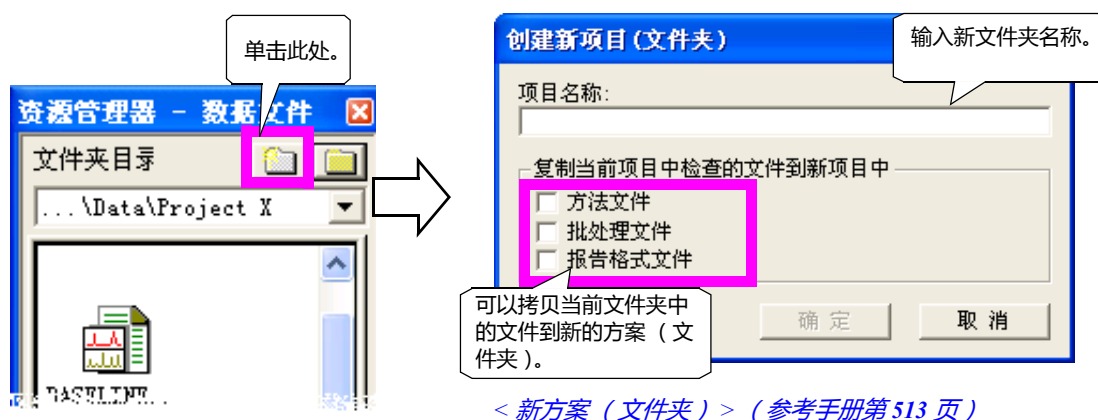 单击此处。
资源管理器 - 数据文件
文件夹目录
...\Data\Project X
BASELINE...
创建新项目(文件夹)
输入新文件夹名称。
项目名称:
复制当前项目中检查的文件到新项目中
方法文件
批处理文件
报告格式文件
可以拷贝当前文件夹中
的文件到新的方案（文
件夹）。
确 定
取 消
< 新方案（文件夹）>（参考手册第 513 页）